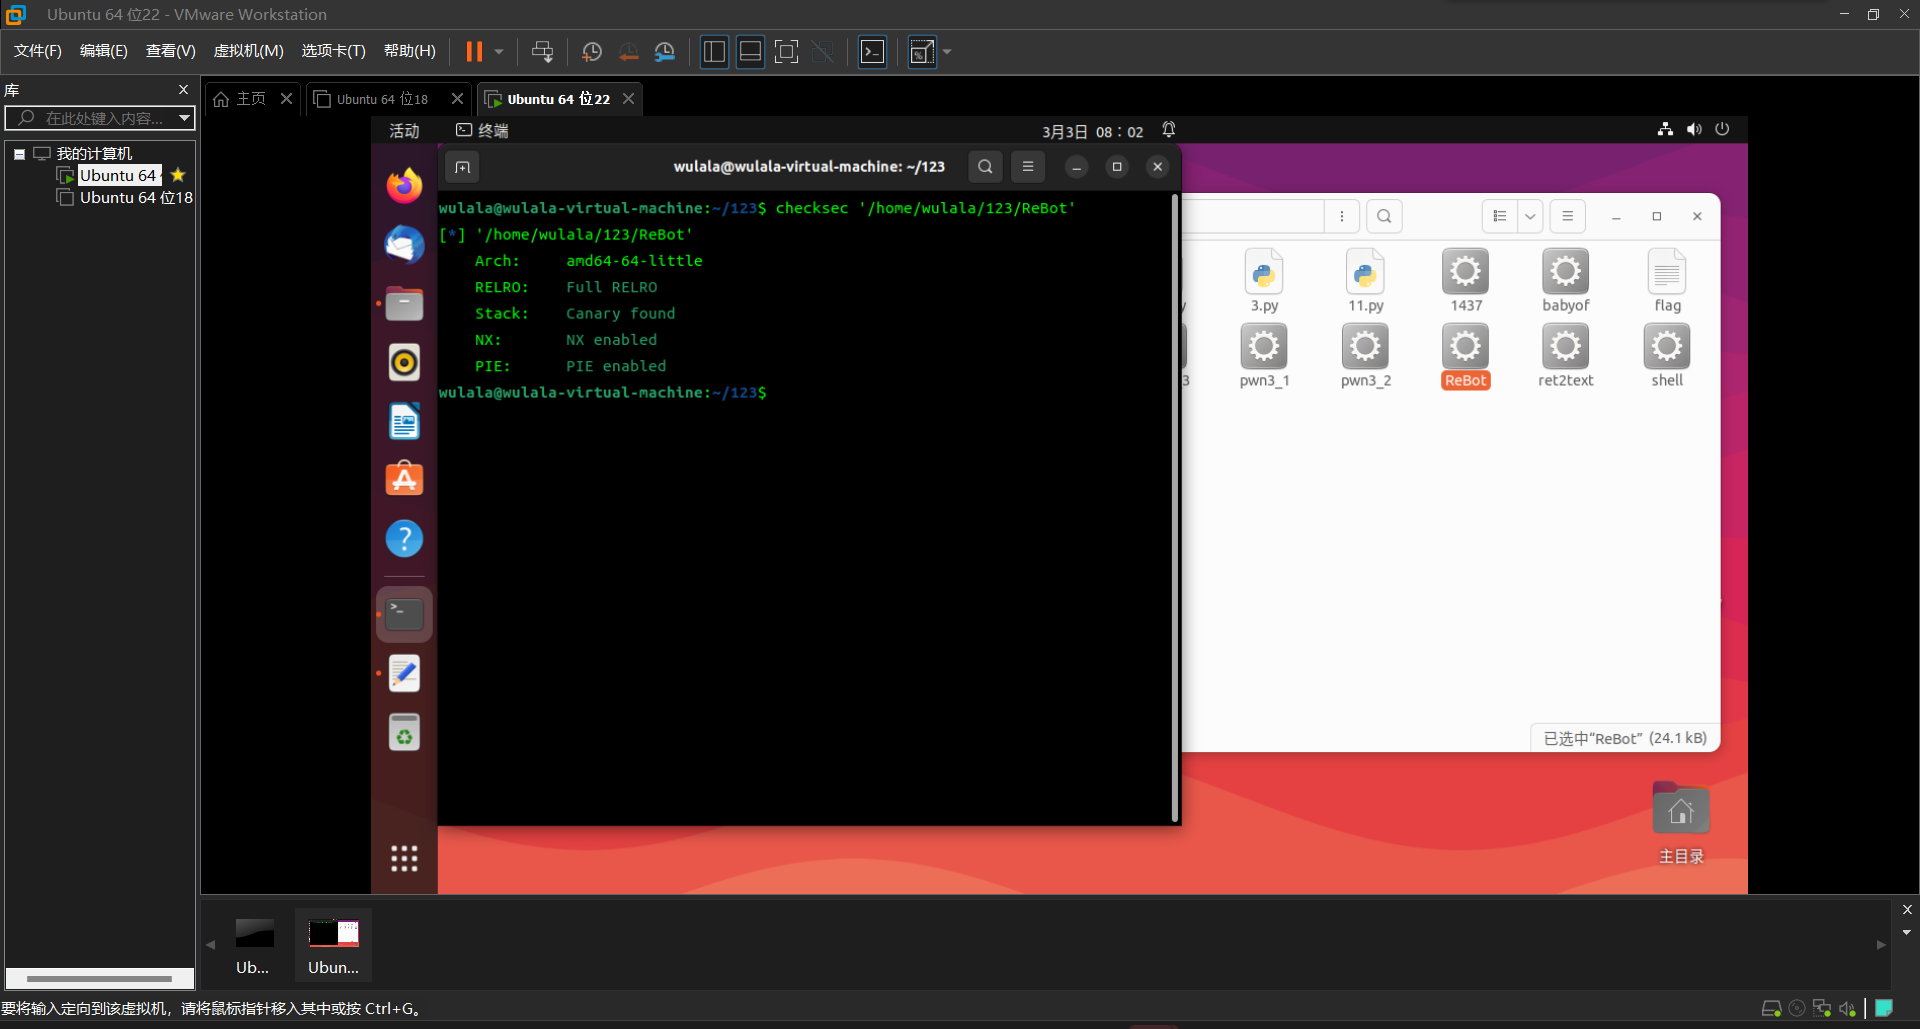 Ubuntu 64 位22 - VMware Workstation
文件(F) 编辑(E) 查看(V) 虚拟机(M) 选项卡(T) 帮助(H)
库
在此处键入内容...
我的计算机
Ubuntu 64
Ubuntu 64 位18
主页
Ubuntu 64 位18
Ubuntu 64 位22
活动 终端 3月3日 08：02
wulala@wulala-virtual-machine: ~/123
wulala@wulala-virtual-machine:~/123$ checksec '/home/wulala/123/ReBot'
[*] '/home/wulala/123/ReBot'
Arch: amd64-64-little
RELRO: Full RELRO
Stack: Canary found
NX: NX enabled
PIE: PIE enabled
wulala@wulala-virtual-machine:~/123$
3.py 11.py 1437 babyof flag
pwn3_1 pwn3_2 ReBot ret2text shell
已选中“ReBot” (24.1 kB)
主目录
Ub... Ubun...
要将输入定向到该虚拟机，请将鼠标指针移入其中或按 Ctrl+G。